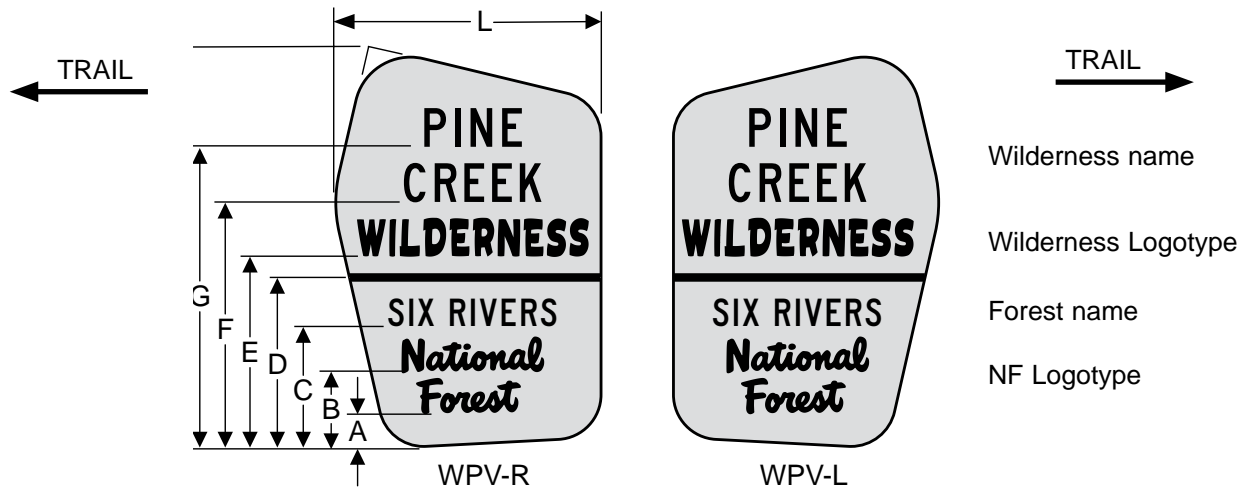 L
TRAIL
TRAIL
PINE
CREEK
WILDERNESS
SIX RIVERS
National
Forest
PINE
CREEK
WILDERNESS
SIX RIVERS
National
Forest
Wilderness name
Wilderness Logotype
Forest name
NF Logotype
G
F
E
D
C
B
A
WPV-R
WPV-L